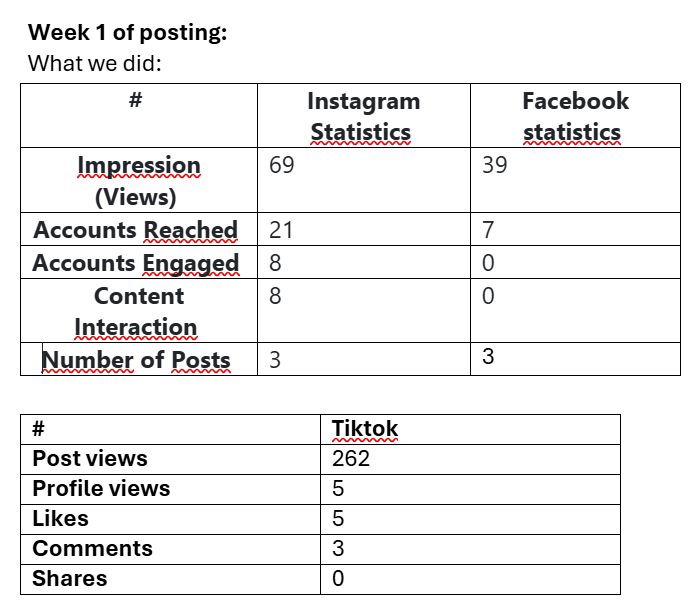 Week 1 of posting:
What we did:
# Instagram Facebook
Statistics statistics
Impression 69 39
(Views)
Accounts Reached 21 7
Accounts Engaged 8 0
Content 8 0
Interaction
Number of Posts 3 3
# Tiktok
Post views 262
Profile views 5
Likes 5
Comments 3
Shares 0